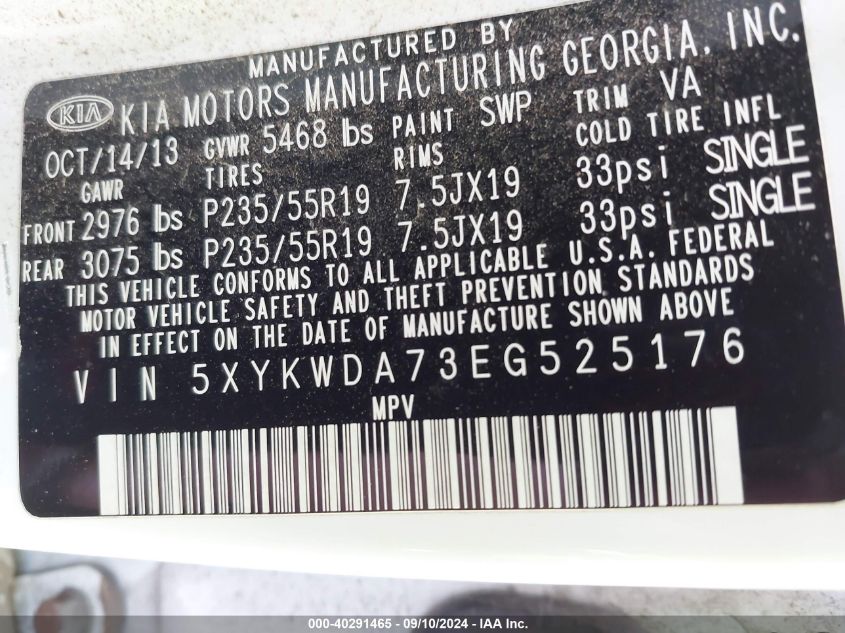 MANUFACTURED BY
KIA KIA MOTORS MANUFACTURING GEORGIA, INC.
OCT/14/13 GVWR 5468 lbs PAINT SWP TRIM VA
GAWR TIRES RIMS COLD TIRE INFL
FRONT 2976 lbs P235/55R19 7.5JX19 33psi SINGLE
REAR 3075 lbs P235/55R19 7.5JX19 33psi SINGLE
THIS VEHICLE CONFORMS TO ALL APPLICABLE U.S.A. FEDERAL
MOTOR VEHICLE SAFETY AND THEFT PREVENTION STANDARDS
IN EFFECT ON THE DATE OF MANUFACTURE SHOWN ABOVE
VIN 5XYKWDA73EG525176
MPV
000-40291465 - 09/10/2024 - IAA Inc.